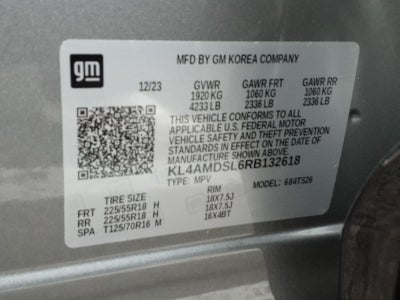 gm
MFD BY GM KOREA COMPANY
12/23 GVWR GAWR FRT GAWR RR
1920 KG 1060 KG 1060 KG
4233 LB 2336 LB 2336 LB
THIS VEHICLE CONFORMS TO ALL
APPLICABLE U.S. FEDERAL MOTOR
VEHICLE SAFETY AND THEFT PREVENTION
STANDARDS IN EFFECT ON THE DATE OF
MANUFACTURE SHOWN ABOVE.
KL4AMDSL6RB132618
TYPE: MPV MODEL: 684TS26
TIRE SIZE RIM
FRT 225/55R18 H 18X7.5J
RR 225/55R18 H 18X7.5J
SPA T125/70R16 M 16X4BT